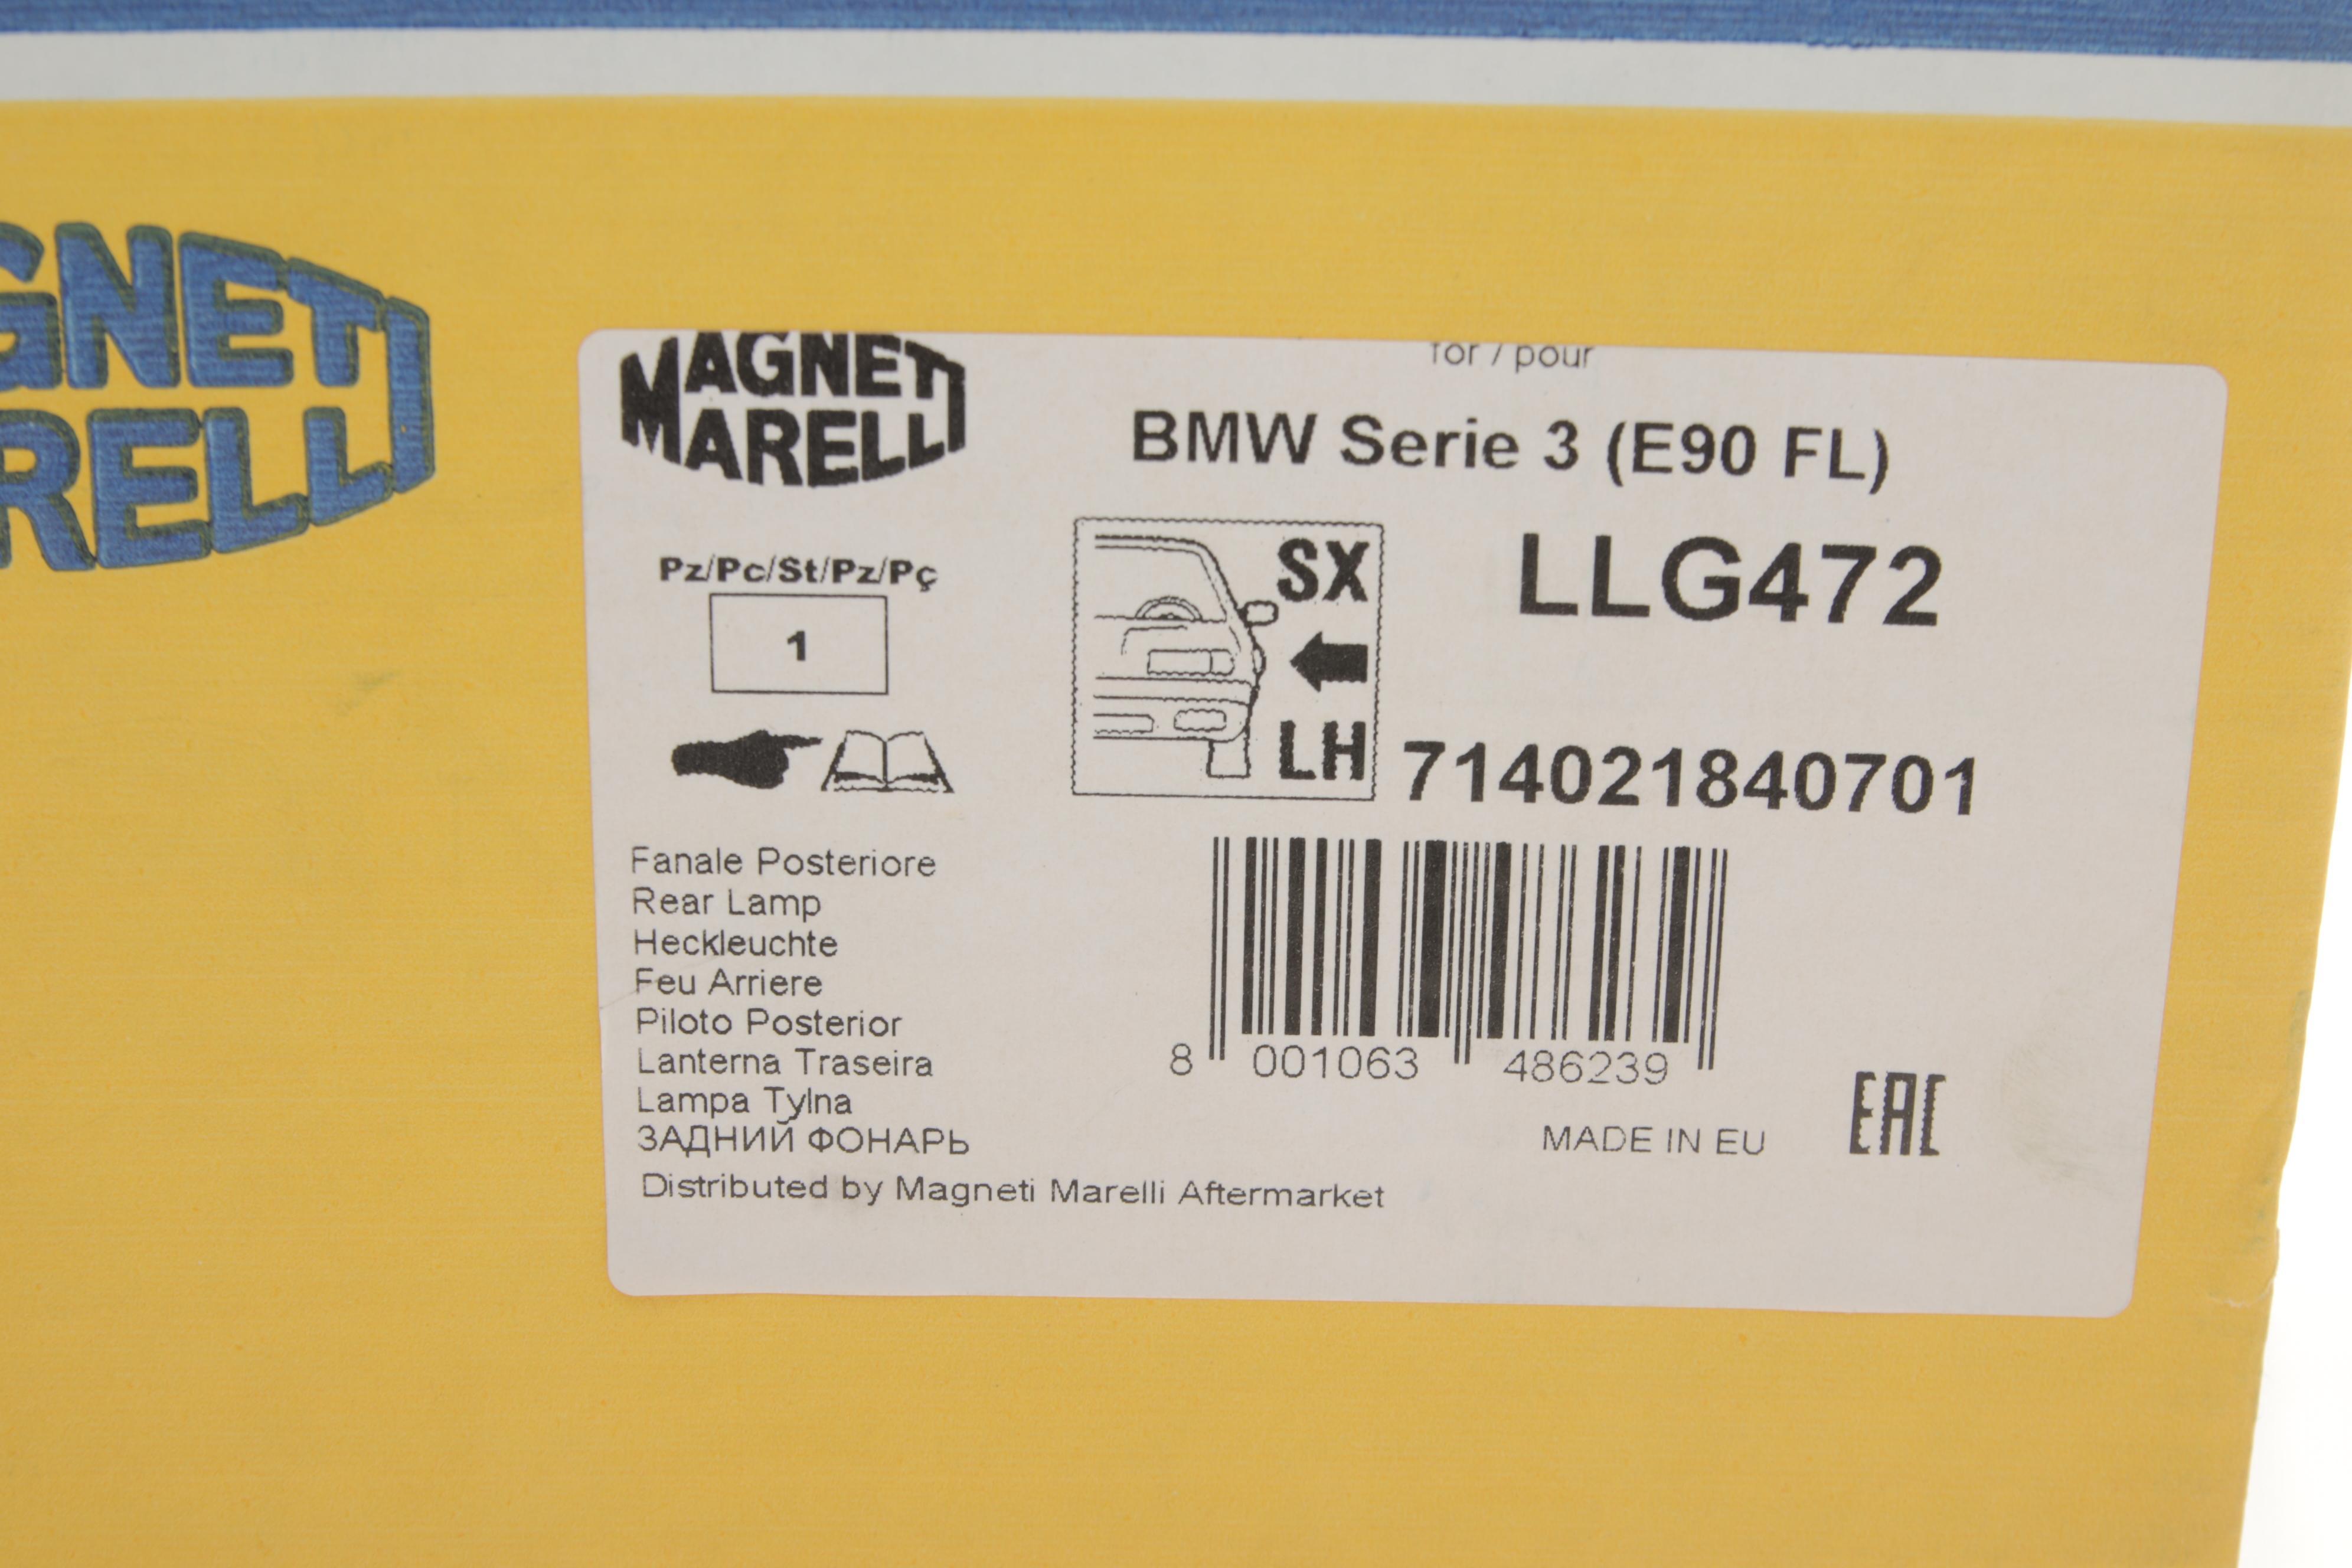 GNETI
RELLI
MAGNETI
MARELLI
for / pour
BMW Serie 3 (E90 FL)
Pz/Pc/St/Pz/Pç
1
SX
LH
LLG472
714021840701
Fanale Posteriore
Rear Lamp
Heckleuchte
Feu Arriere
Piloto Posterior
Lanterna Traseira
Lampa Tylna
ЗАДНИЙ ФОНАРЬ
Distributed by Magneti Marelli Aftermarket
8 001063 486239
MADE IN EU
EAC